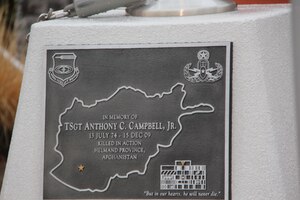 IN MEMORY OF
TSGT ANTHONY C. CAMPBELL, JR.
13 JULY 74 - 15 DEC 09
KILLED IN ACTION
HELMAND PROVINCE,
AFGHANISTAN
"but in our hearts, he will never die."